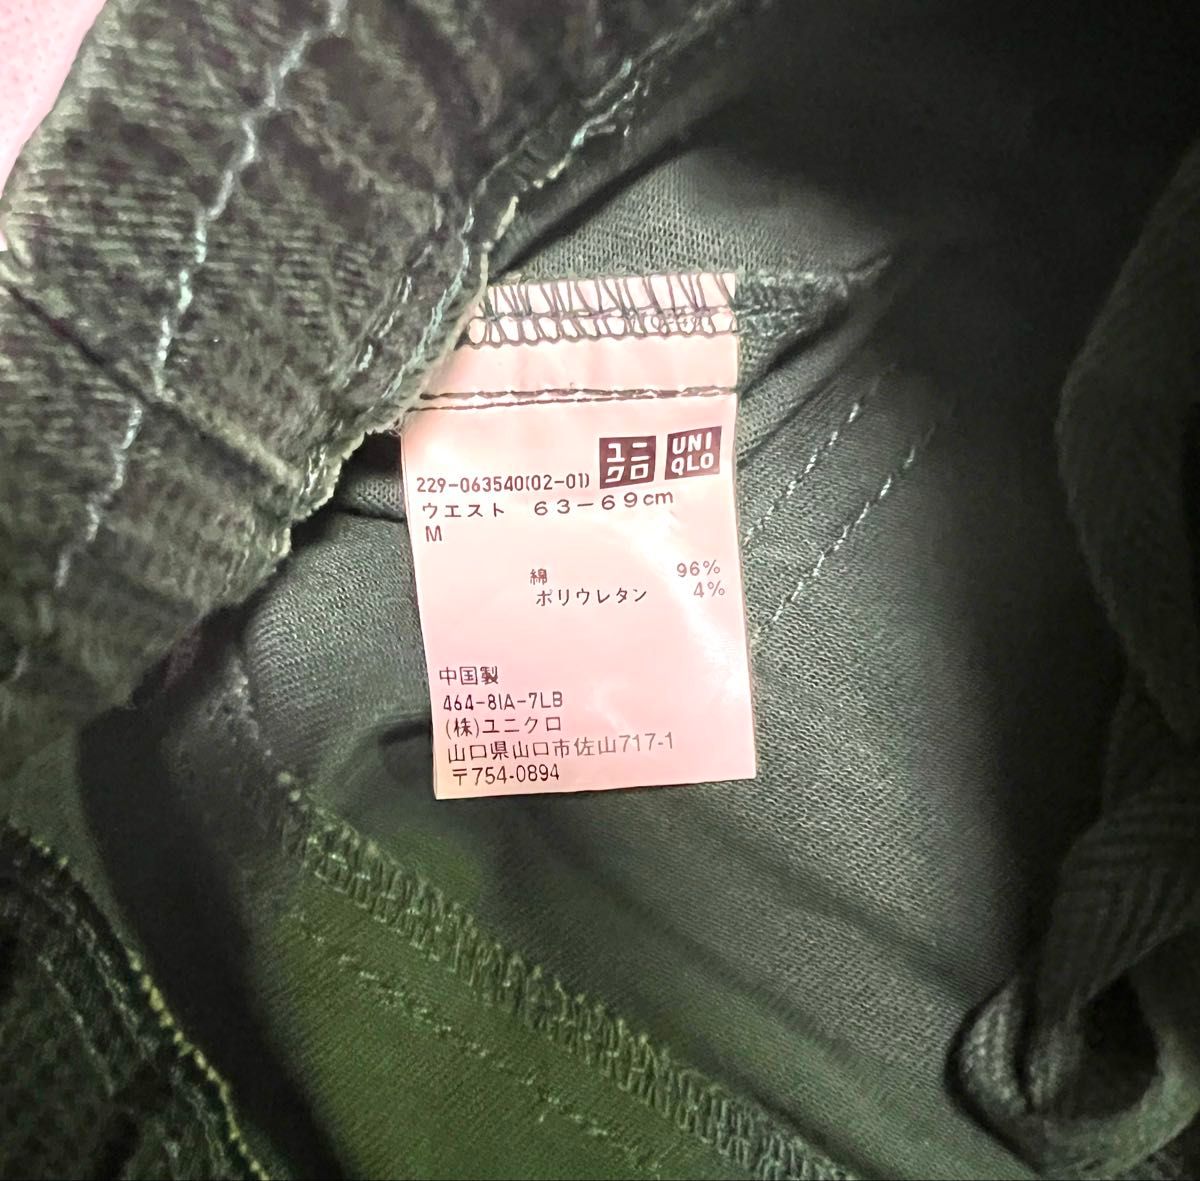 ユニ
クロ
UNI
QLO
229-063540(02-01)
ウエスト 63-69cm
M
綿 96%
ポリウレタン 4%
中国製
464-8IA-7LB
(株)ユニクロ
山口県山口市佐山717-1
〒754-0894